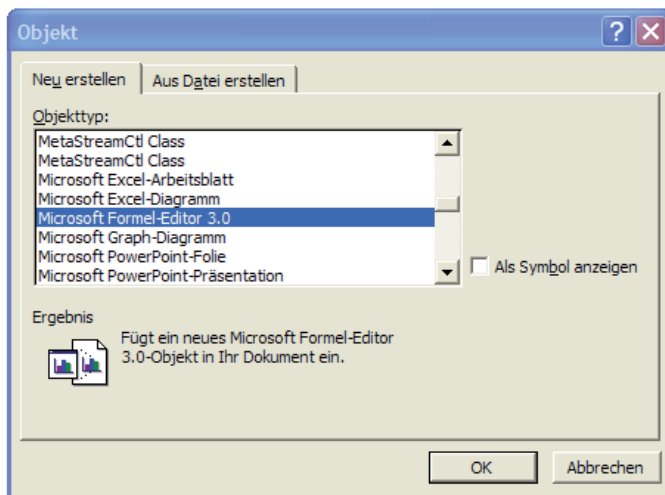 Objekt
Neu erstellen
Aus Datei erstellen
Objekttyp:
MetaStreamCtl Class
MetaStreamCtl Class
Microsoft Excel-Arbeitsblatt
Microsoft Excel-Diagramm
Microsoft Formel-Editor 3.0
Microsoft Graph-Diagramm
Microsoft PowerPoint-Folie
Microsoft PowerPoint-Präsentation
Als Symbol anzeigen
Ergebnis
Fügt ein neues Microsoft Formel-Editor
3.0-Objekt in Ihr Dokument ein.
OK
Abbrechen